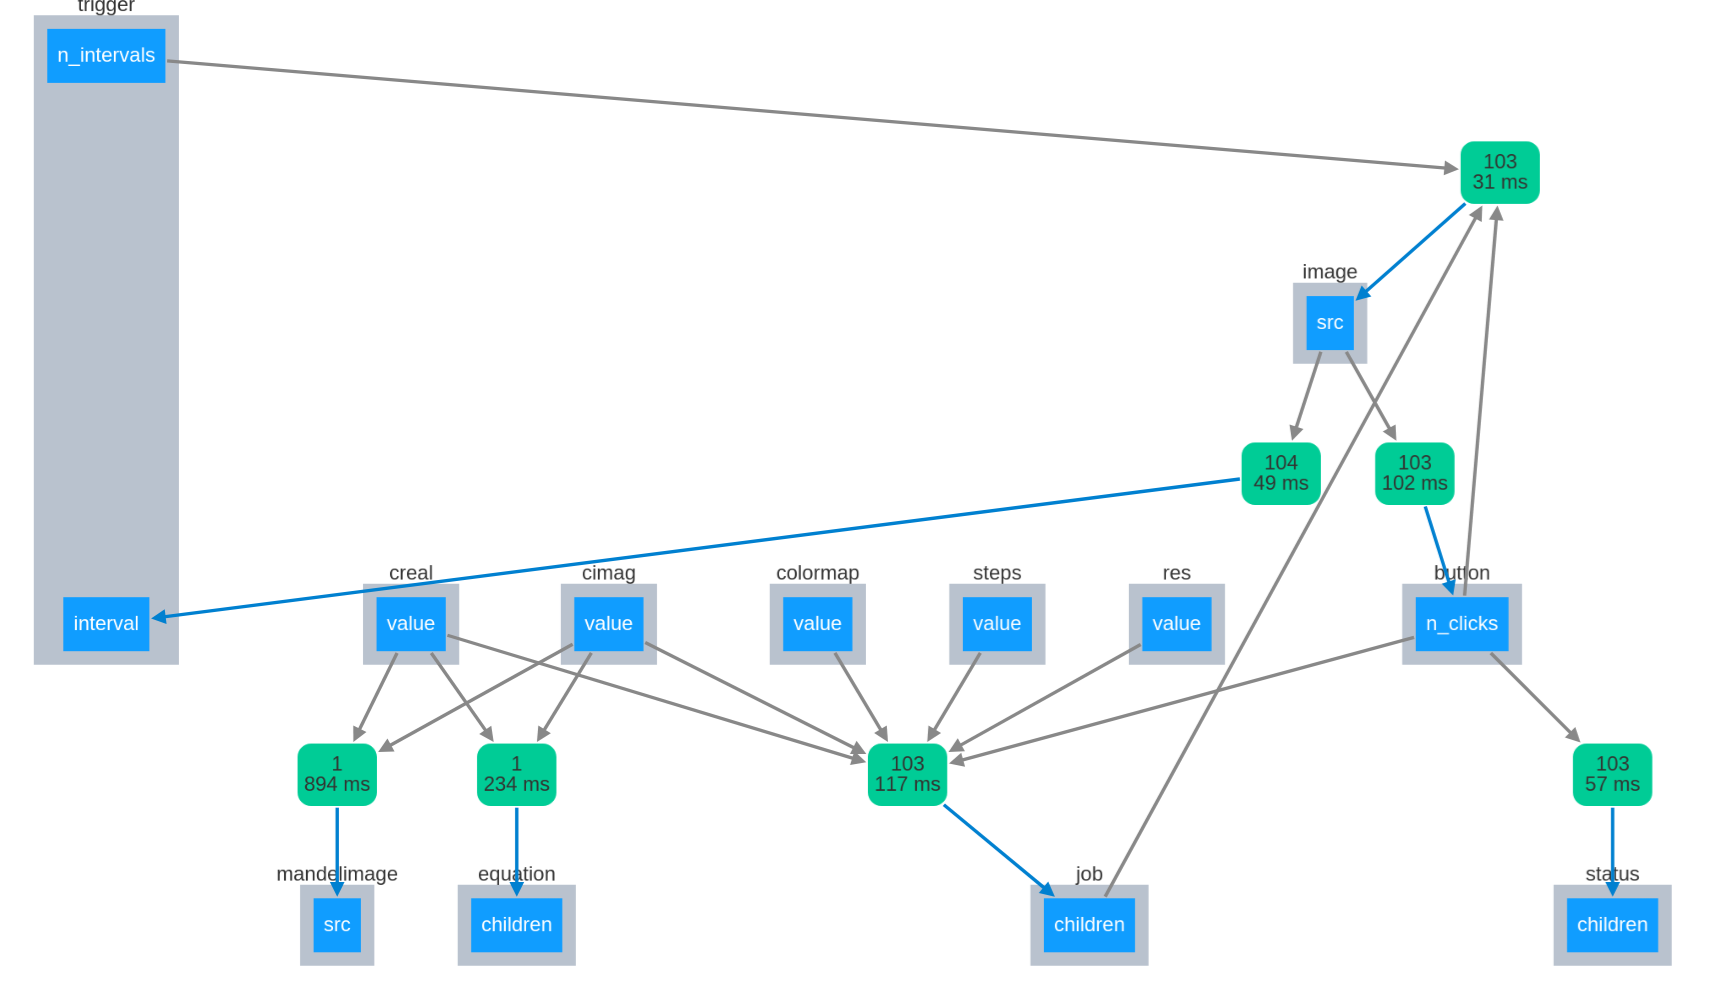 trigger
n_intervals
103
31 ms
image
src
104
49 ms
103
102 ms
creal
cimag
colormap
steps
res
button
interval
value
value
value
value
value
n_clicks
1
894 ms
1
234 ms
103
117 ms
103
57 ms
mandelimage
equation
job
status
src
children
children
children